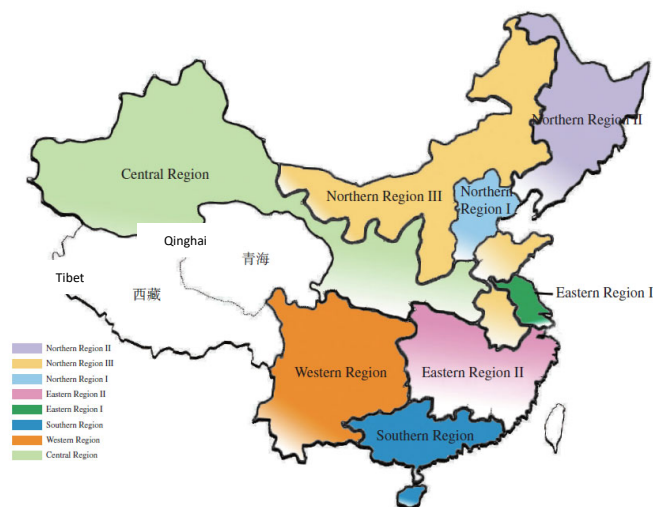 Northern Region II
Central Region
Northern Region III
Northern
Region I
Qinghai
青海
Tibet
西藏
Eastern Region I
Western Region
Eastern Region II
Southern Region
Northern Region II
Northern Region III
Northern Region I
Eastern Region II
Eastern Region I
Southern Region
Western Region
Central Region